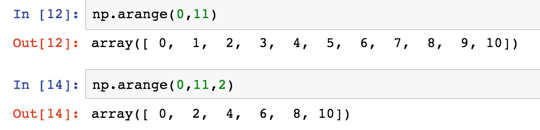 In [12]: np.arange(0,11)
Out[12]: array([ 0,  1,  2,  3,  4,  5,  6,  7,  8,  9, 10])
In [14]: np.arange(0,11,2)
Out[14]: array([ 0,  2,  4,  6,  8, 10])